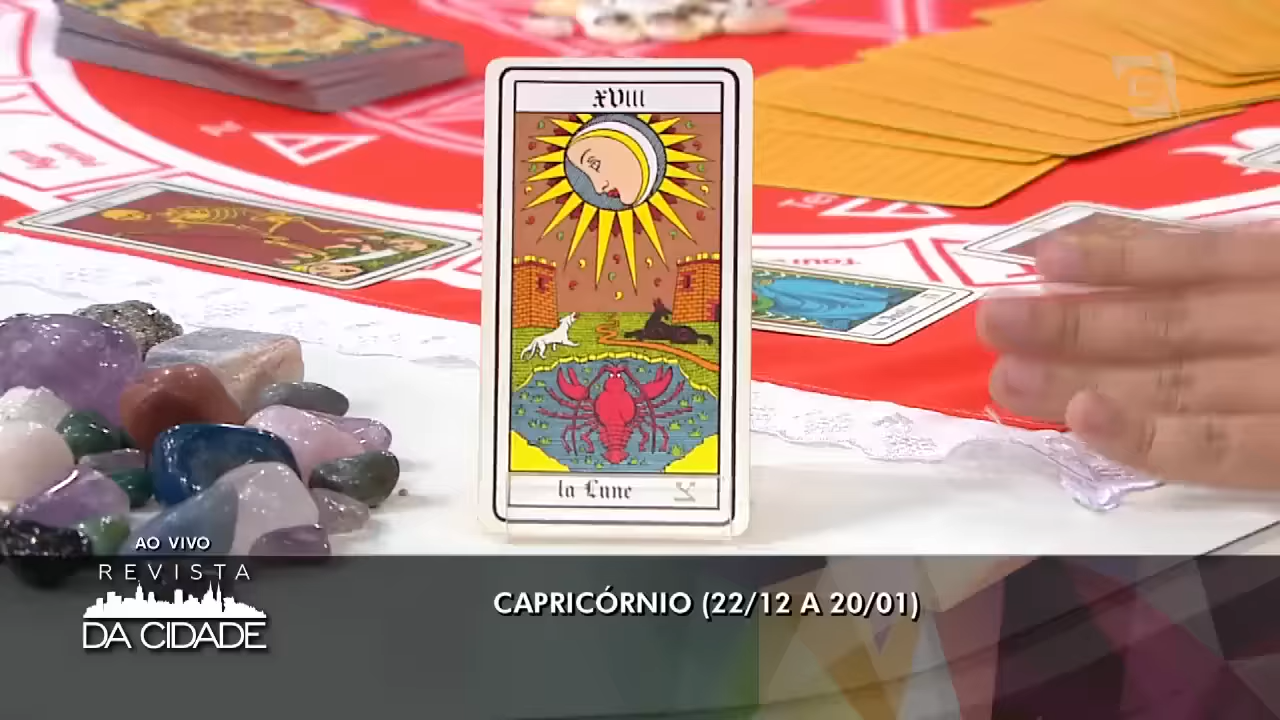 XVIII
la Lune
AO VIVO
REVISTA
DA CIDADE
CAPRICÓRNIO (22/12 A 20/01)